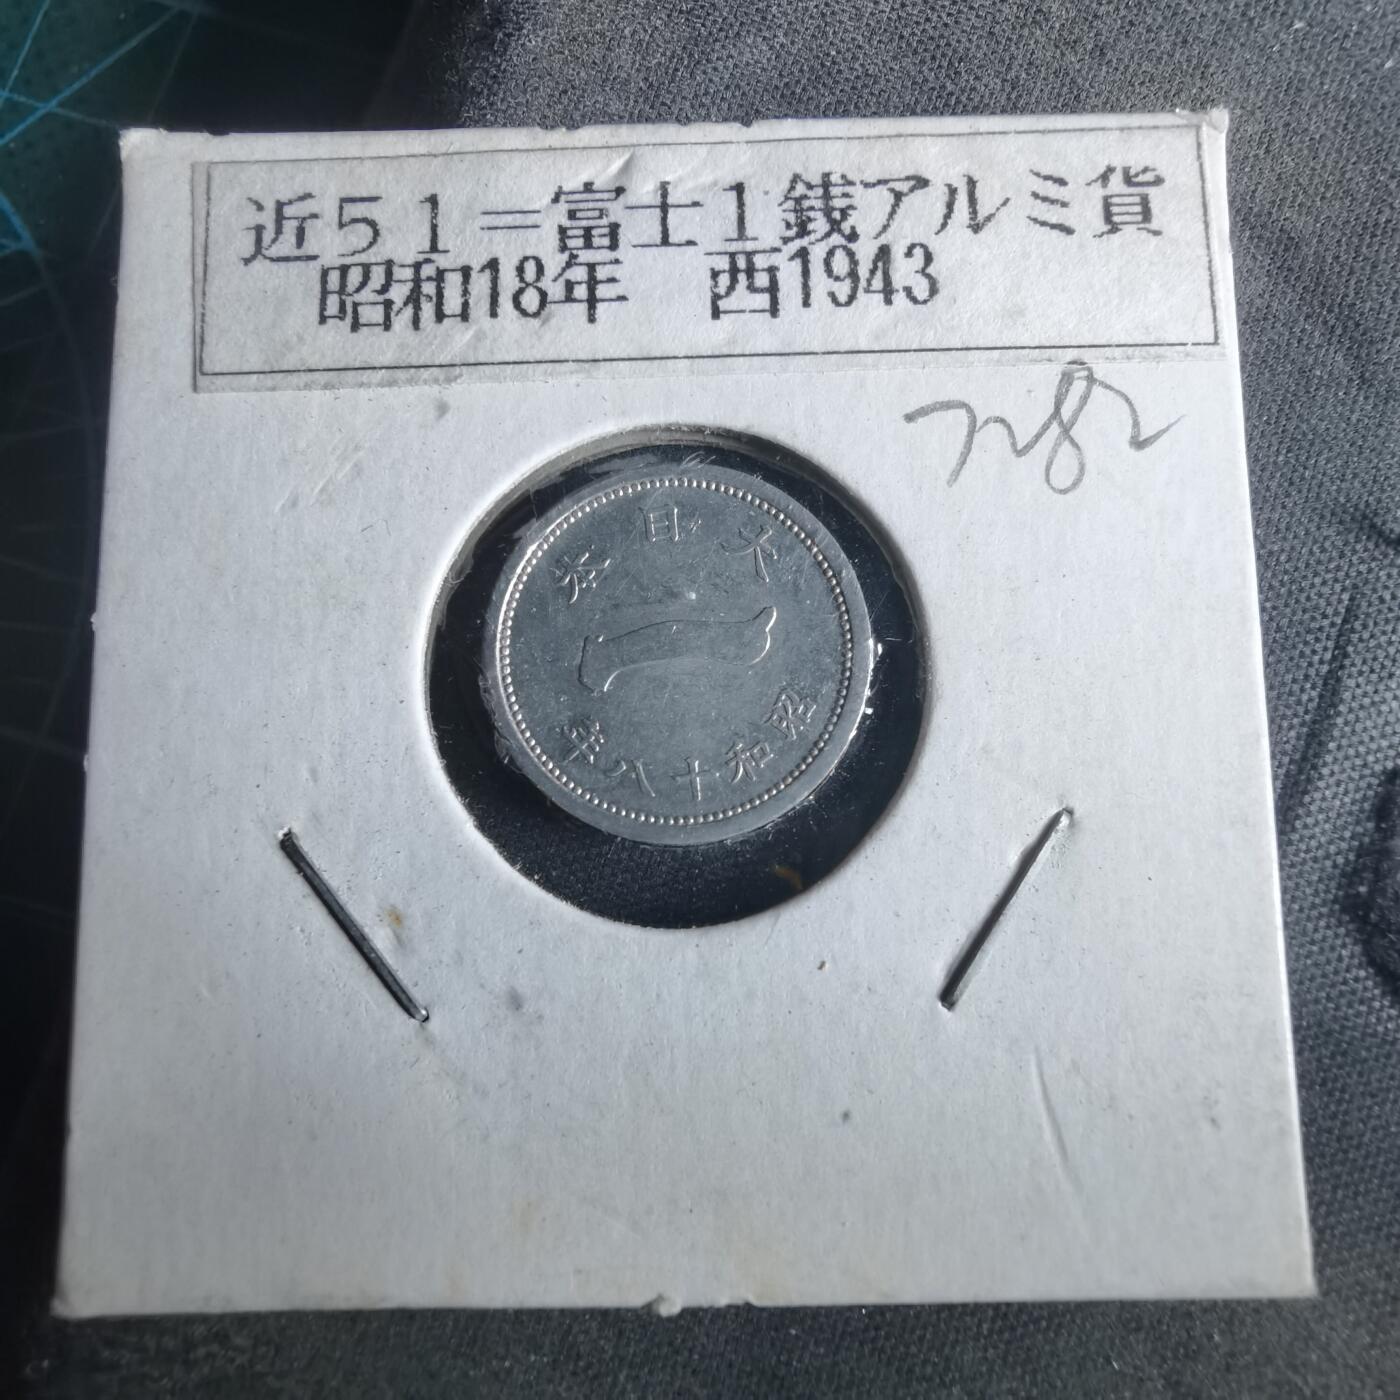 近５１＝富士１銭アルミ貨
昭和18年　西1943
大日本
一
昭和十八年